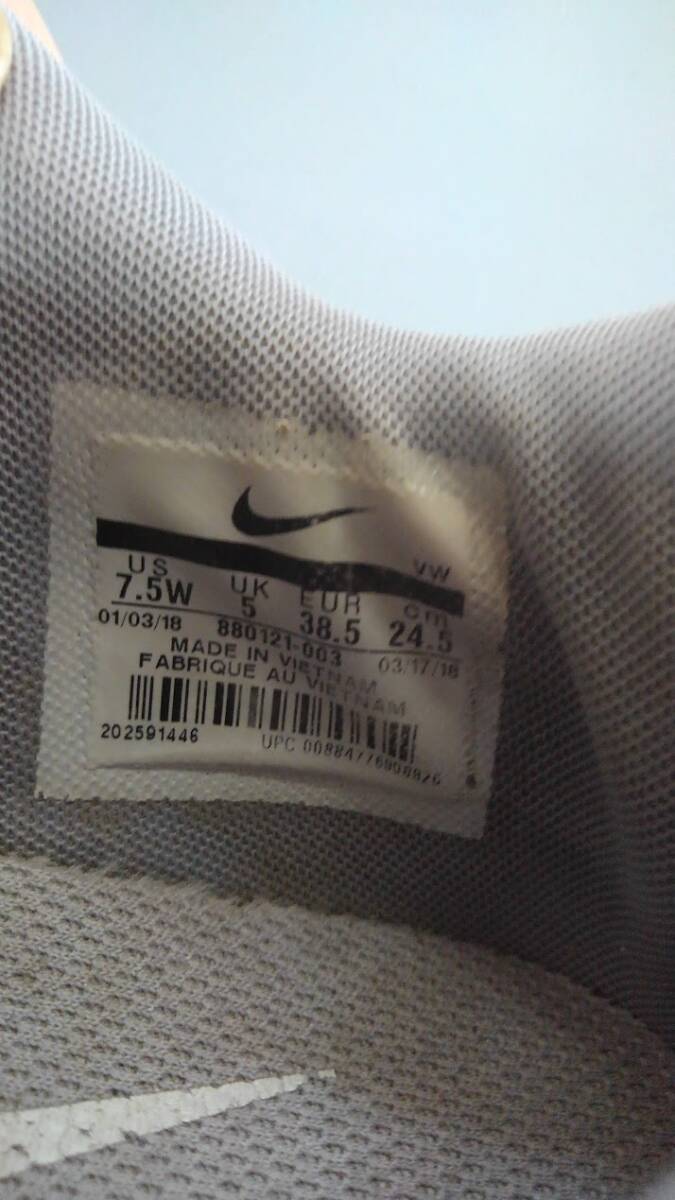 VW
US UK EUR cm
7.5W 5 38.5 24.5
01/03/18 880121-003 03/17/18
MADE IN VIETNAM
FABRIQUE AU VIETNAM
202591446 UPC